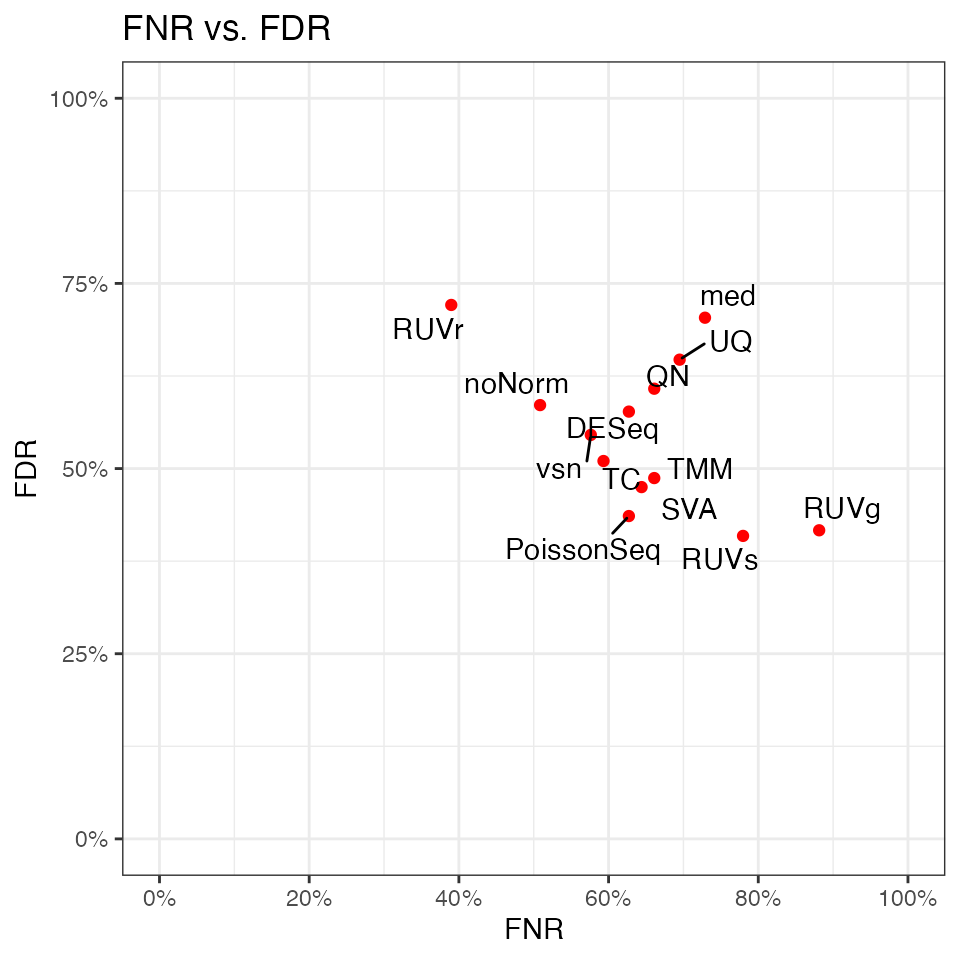 FNR vs. FDR
100%
75%
50%
25%
0%
FDR
med
RUVr
UQ
QN
noNorm
DESeq
vsn
TC
TMM
SVA
RUVg
PoissonSeq
RUVs
0%
20%
40%
60%
80%
100%
FNR